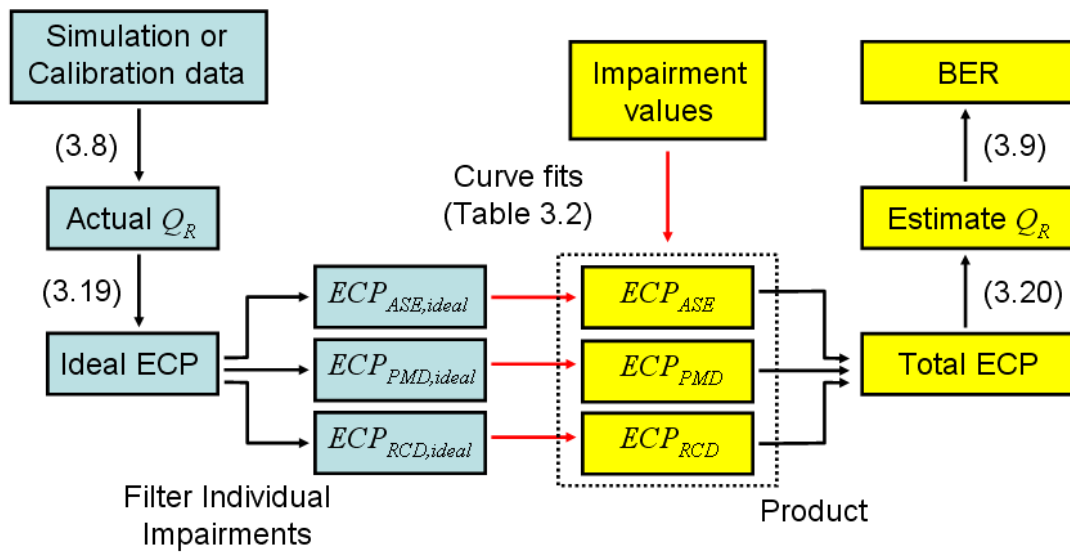 Simulation or
Calibration data
(3.8)
Actual Q_R
(3.19)
Ideal ECP
ECP_ASE,ideal
ECP_PMD,ideal
ECP_RCD,ideal
Filter Individual
Impairments
Impairment
values
Curve fits
(Table 3.2)
ECP_ASE
ECP_PMD
ECP_RCD
Product
BER
(3.9)
Estimate Q_R
(3.20)
Total ECP